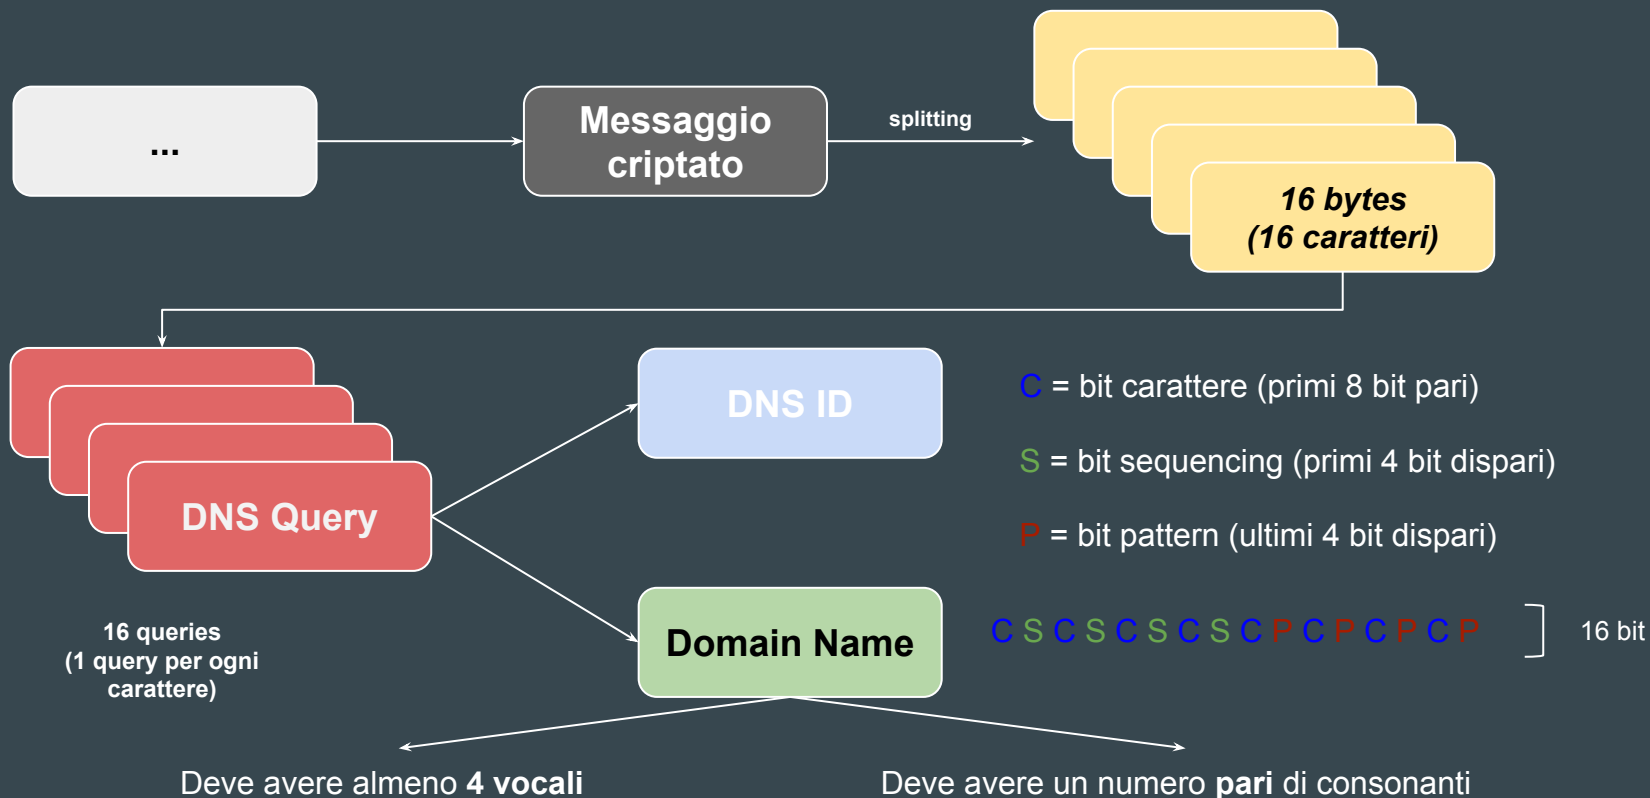 ...
Messaggio
criptato
splitting
16 bytes
(16 caratteri)
DNS Query
16 queries
(1 query per ogni
carattere)
DNS ID
Domain Name
C = bit carattere (primi 8 bit pari)
S = bit sequencing (primi 4 bit dispari)
P = bit pattern (ultimi 4 bit dispari)
C S C S C S C S C P C P C P C P
16 bit
Deve avere almeno 4 vocali
Deve avere un numero pari di consonanti